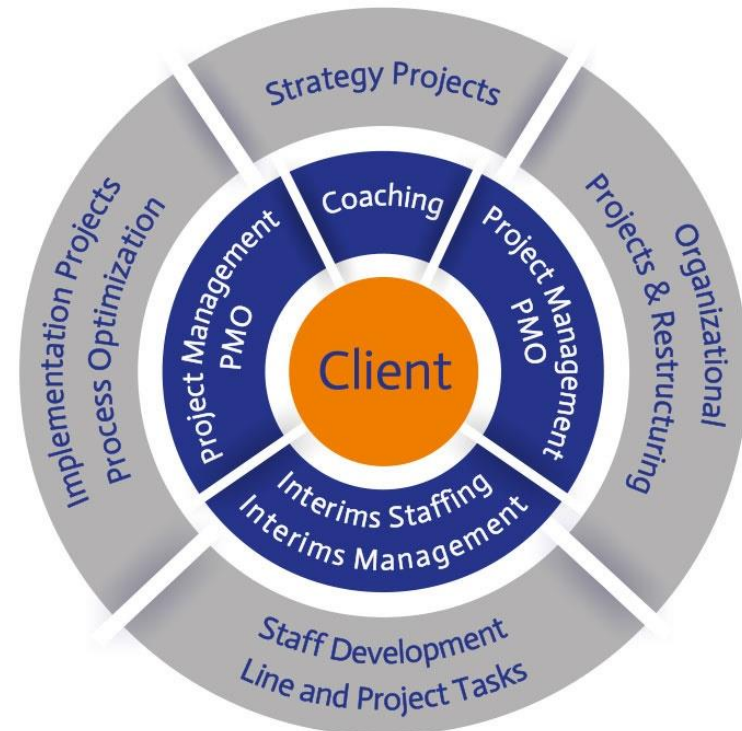 Strategy Projects
Coaching
Implementation Projects
Process Optimization
Project Management
PMO
Client
Project Management
PMO
Organizational
Projects & Restructuring
Interims Staffing
Interims Management
Staff Development
Line and Project Tasks